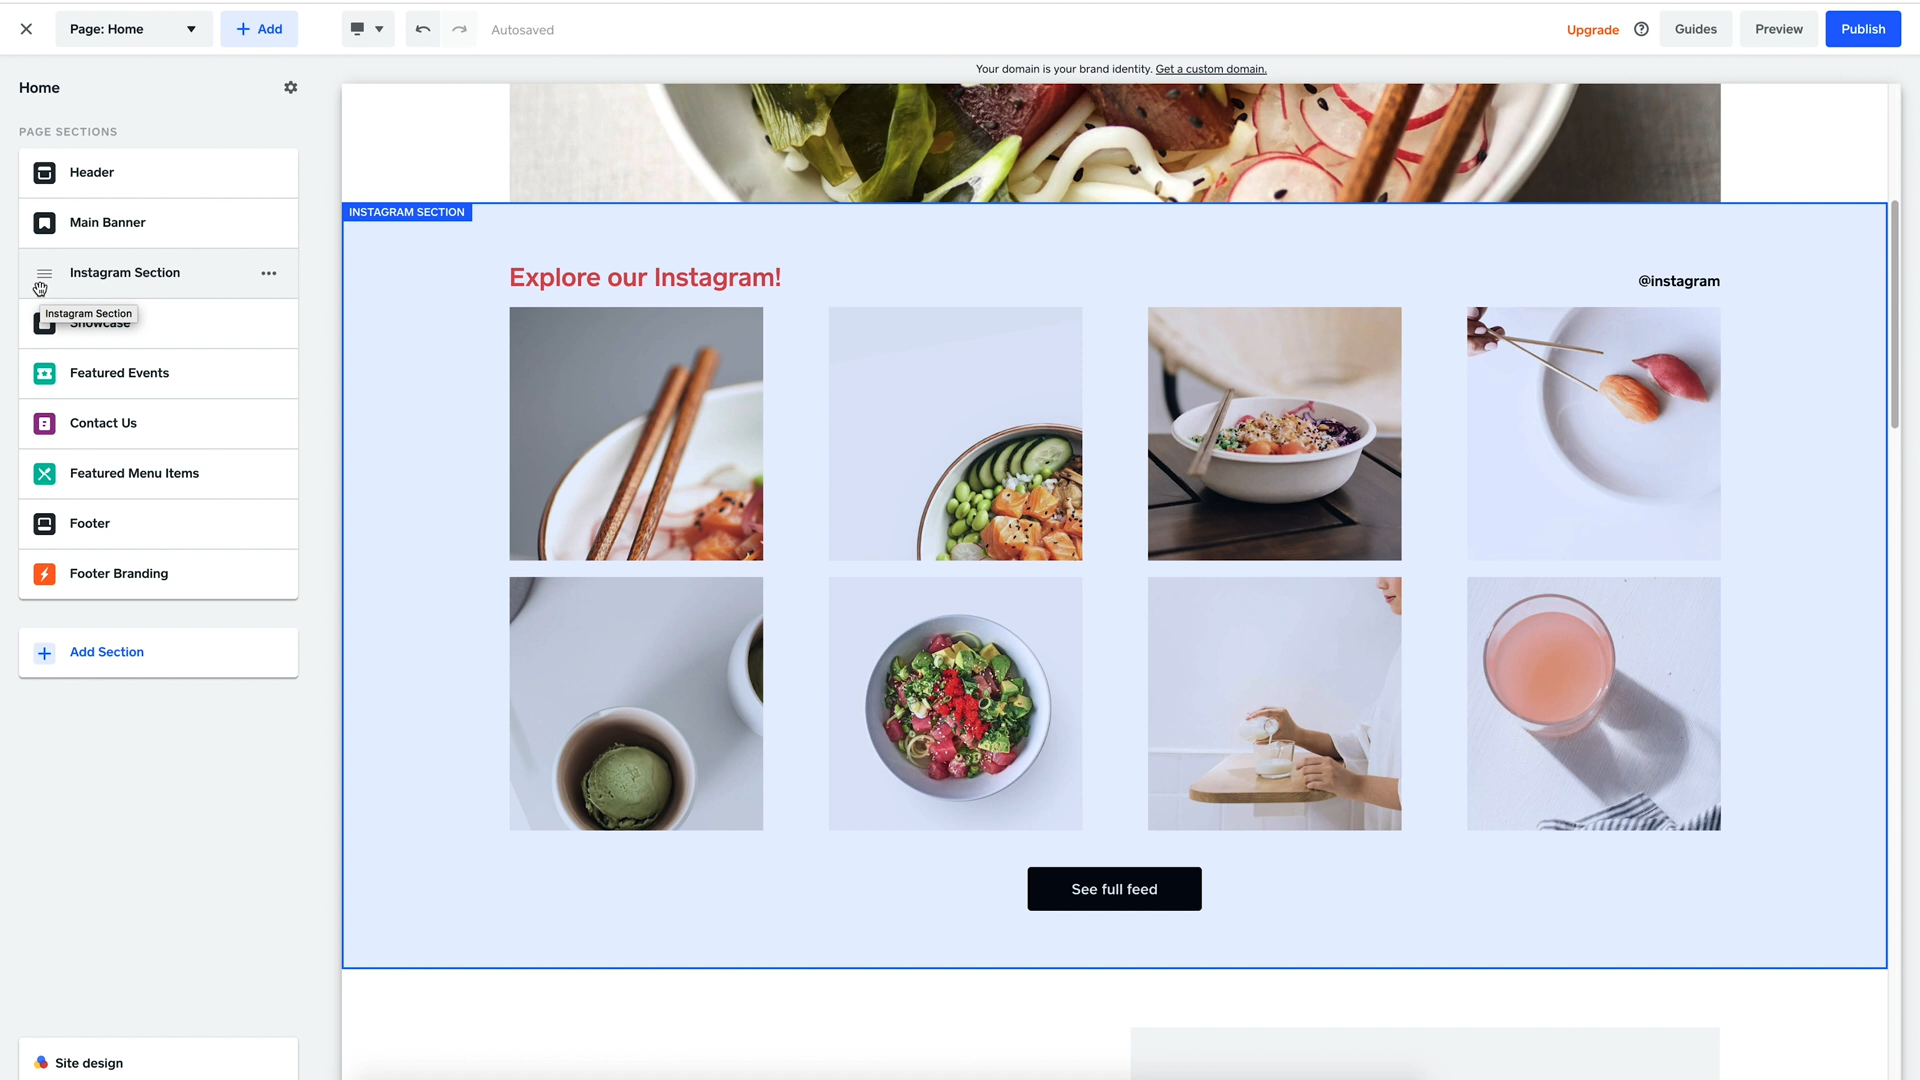 Page: Home
Add
Autosaved
Upgrade
Guides
Preview
Publish
Your domain is your brand identity. Get a custom domain.
Home
PAGE SECTIONS
Header
Main Banner
Instagram Section
Instagram Section
Showcase
Featured Events
Contact Us
Featured Menu Items
Footer
Footer Branding
Add Section
Site design
INSTAGRAM SECTION
Explore our Instagram!
@instagram
See full feed